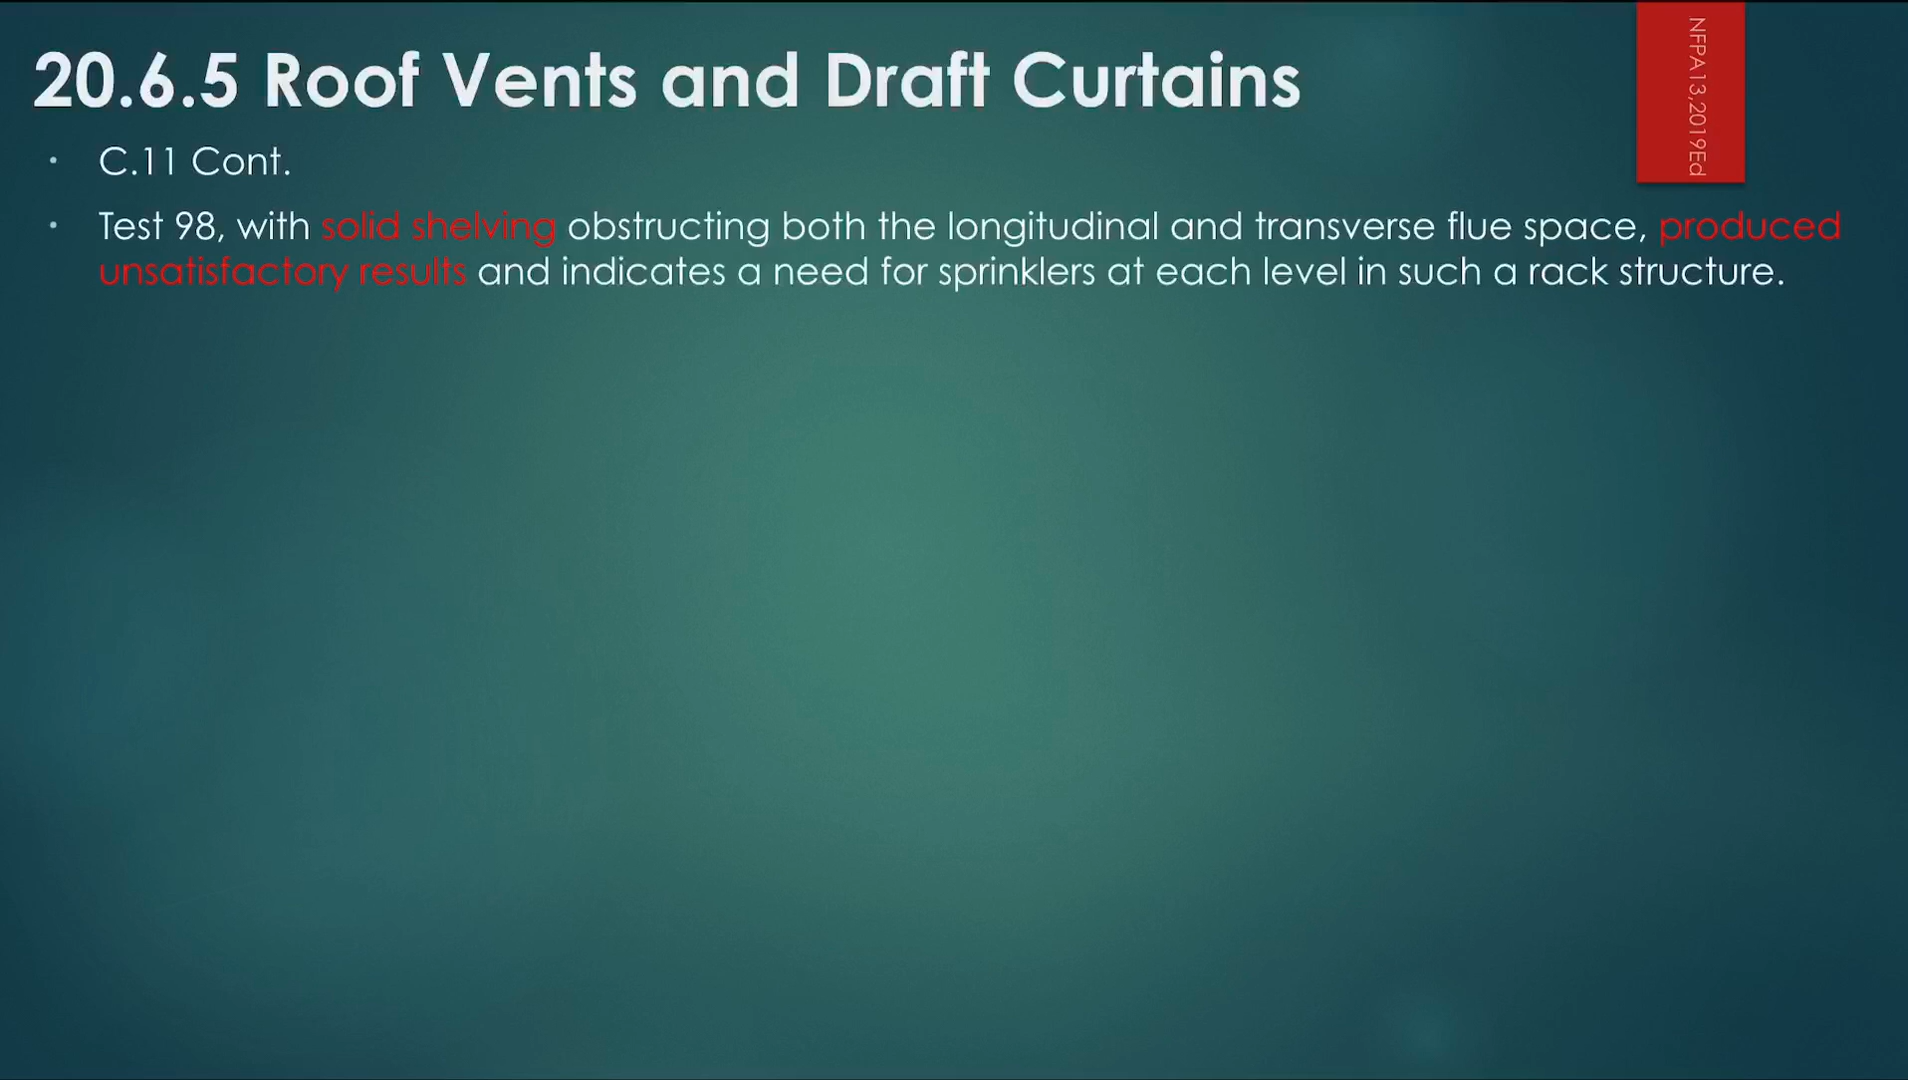 20.6.5 Roof Vents and Draft Curtains
NFPA13,2019Ed
• C.11 Cont.
• Test 98, with solid shelving obstructing both the longitudinal and transverse flue space, produced
unsatisfactory results and indicates a need for sprinklers at each level in such a rack structure.